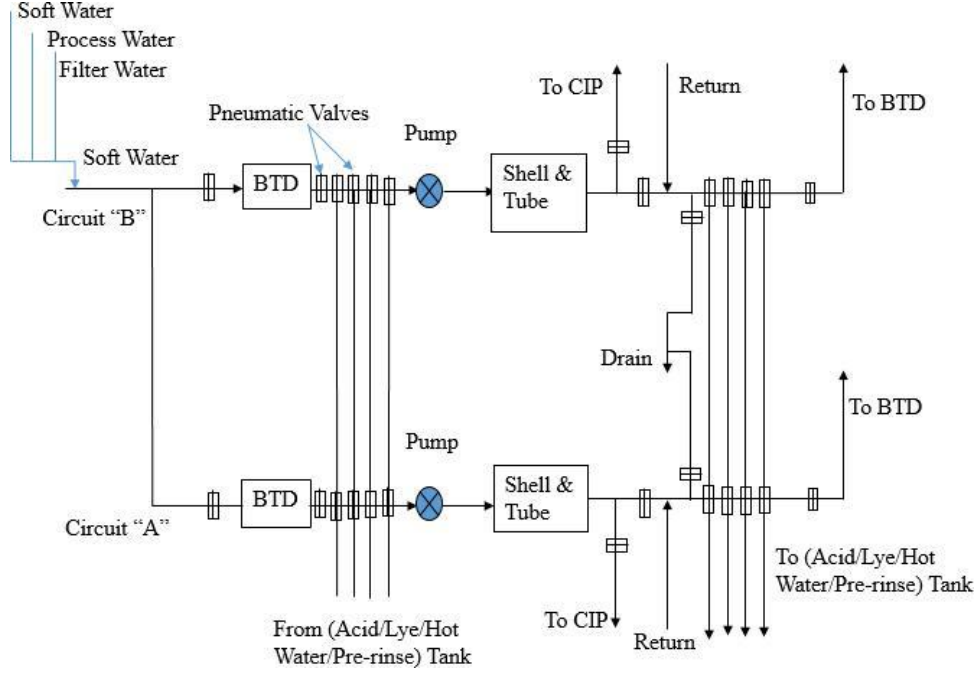 Soft Water
Process Water
Filter Water
Pneumatic Valves
Pump
To CIP
Return
To BTD
Soft Water
BTD
Shell &
Tube
Circuit “B”
Drain
To BTD
Pump
BTD
Shell &
Tube
Circuit “A”
To (Acid/Lye/Hot
Water/Pre-rinse) Tank
From (Acid/Lye/Hot
Water/Pre-rinse) Tank
To CIP
Return